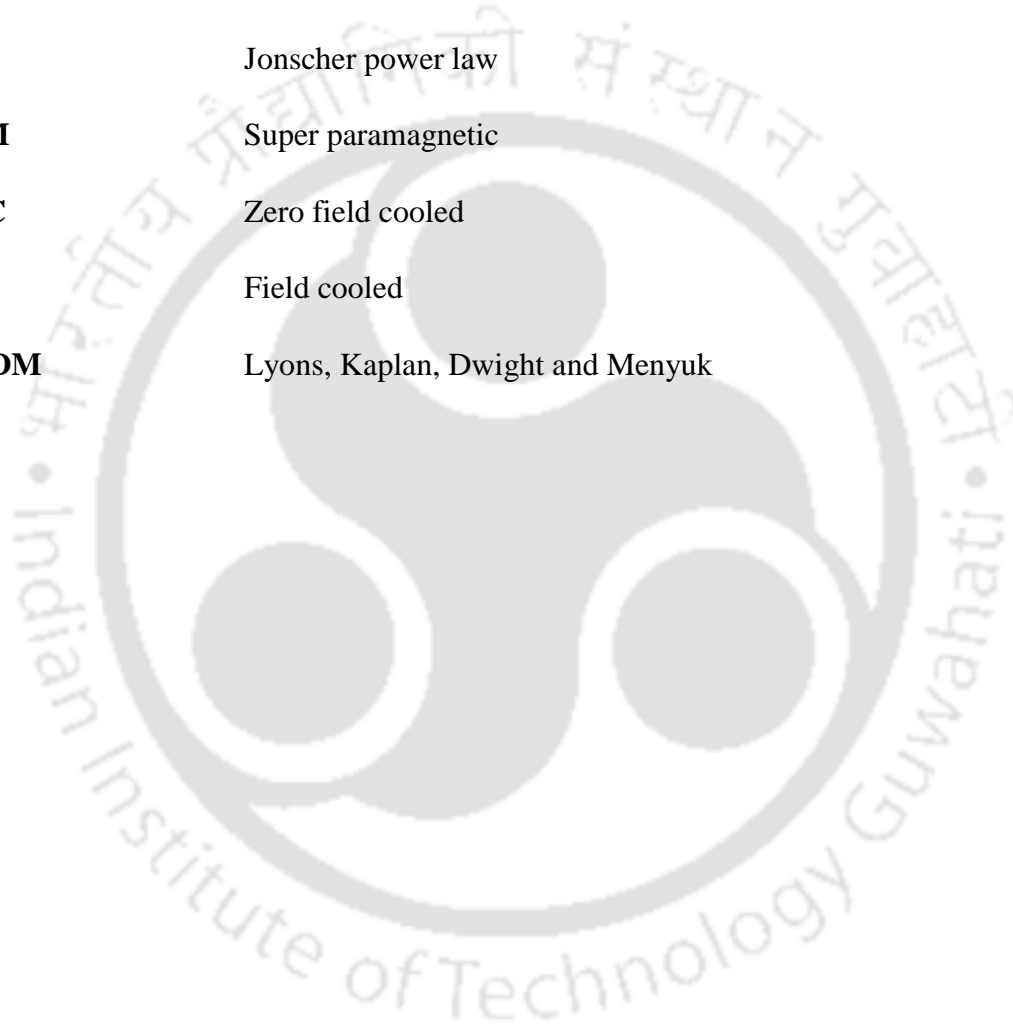 Jonscher power law
M Super paramagnetic
C Zero field cooled
Field cooled
DM Lyons, Kaplan, Dwight and Menyuk
भारतीय प्रौद्योगिकी संस्थान गुवाहाटी
Indian Institute of Technology Guwahati